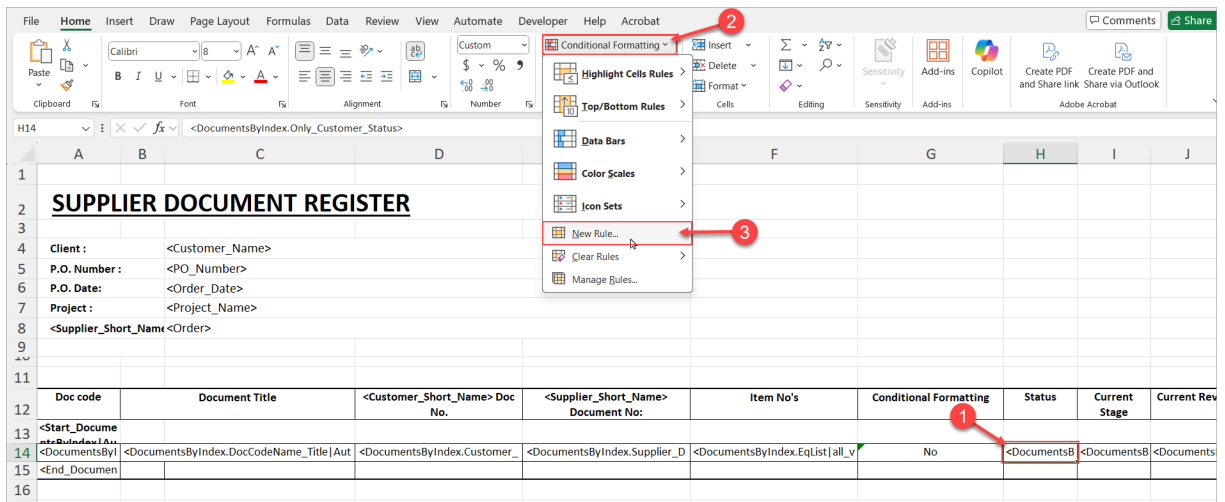 File Home Insert Draw Page Layout Formulas Data Review View Automate Developer Help Acrobat Comments Share
2
Paste
Calibri 8 A^ A˅
B I U A
ab
Custom
$ % 9
.00 .00
Conditional Formatting
Insert
Delete
Format
Σ
Sensitivity
Add-ins
Copilot
Create PDF and Share link
Create PDF and Share via Outlook
Clipboard Font Alignment Number Cells Editing Sensitivity Add-ins Adobe Acrobat
Highlight Cells Rules
Top/Bottom Rules
Data Bars
Color Scales
Icon Sets
New Rule...
3
Clear Rules
Manage Rules...
H14 fx <DocumentsByIndex.Only_Customer_Status>
A B C D F G H I J
1
2 SUPPLIER DOCUMENT REGISTER
3
4 Client : <Customer_Name>
5 P.O. Number : <PO_Number>
6 P.O. Date: <Order_Date>
7 Project : <Project_Name>
8 <Supplier_Short_Name <Order>
9
10
11
12 Doc code Document Title <Customer_Short_Name> Doc No. <Supplier_Short_Name> Document No: Item No's Conditional Formatting Status Current Stage Current Rev
1
13 <Start_Docume
ntsByIndex|Au
14 <DocumentsByI <DocumentsByIndex.DocCodeName_Title|Aut <DocumentsByIndex.Customer_ <DocumentsByIndex.Supplier_D <DocumentsByIndex.EqList|all_v No <DocumentsB <DocumentsB <Documents
15 <End_Documen
16